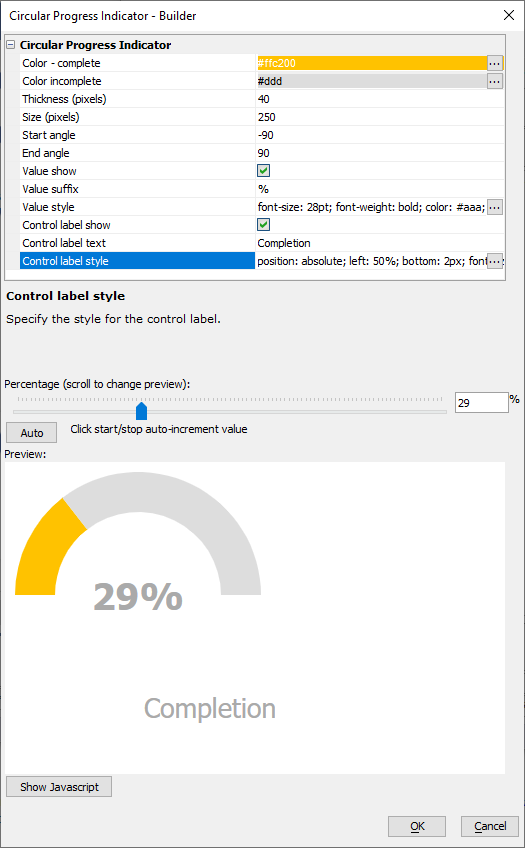 Circular Progress Indicator - Builder
Circular Progress Indicator
Color - complete #ffc200
Color incomplete #ddd
Thickness (pixels) 40
Size (pixels) 250
Start angle -90
End angle 90
Value show
Value suffix %
Value style font-size: 28pt; font-weight: bold; color: #aaa;
Control label show
Control label text Completion
Control label style position: absolute; left: 50%; bottom: 2px; font
Control label style
Specify the style for the control label.
Percentage (scroll to change preview):
29 %
Auto Click start/stop auto-increment value
Preview:
29%
Completion
Show Javascript
OK Cancel